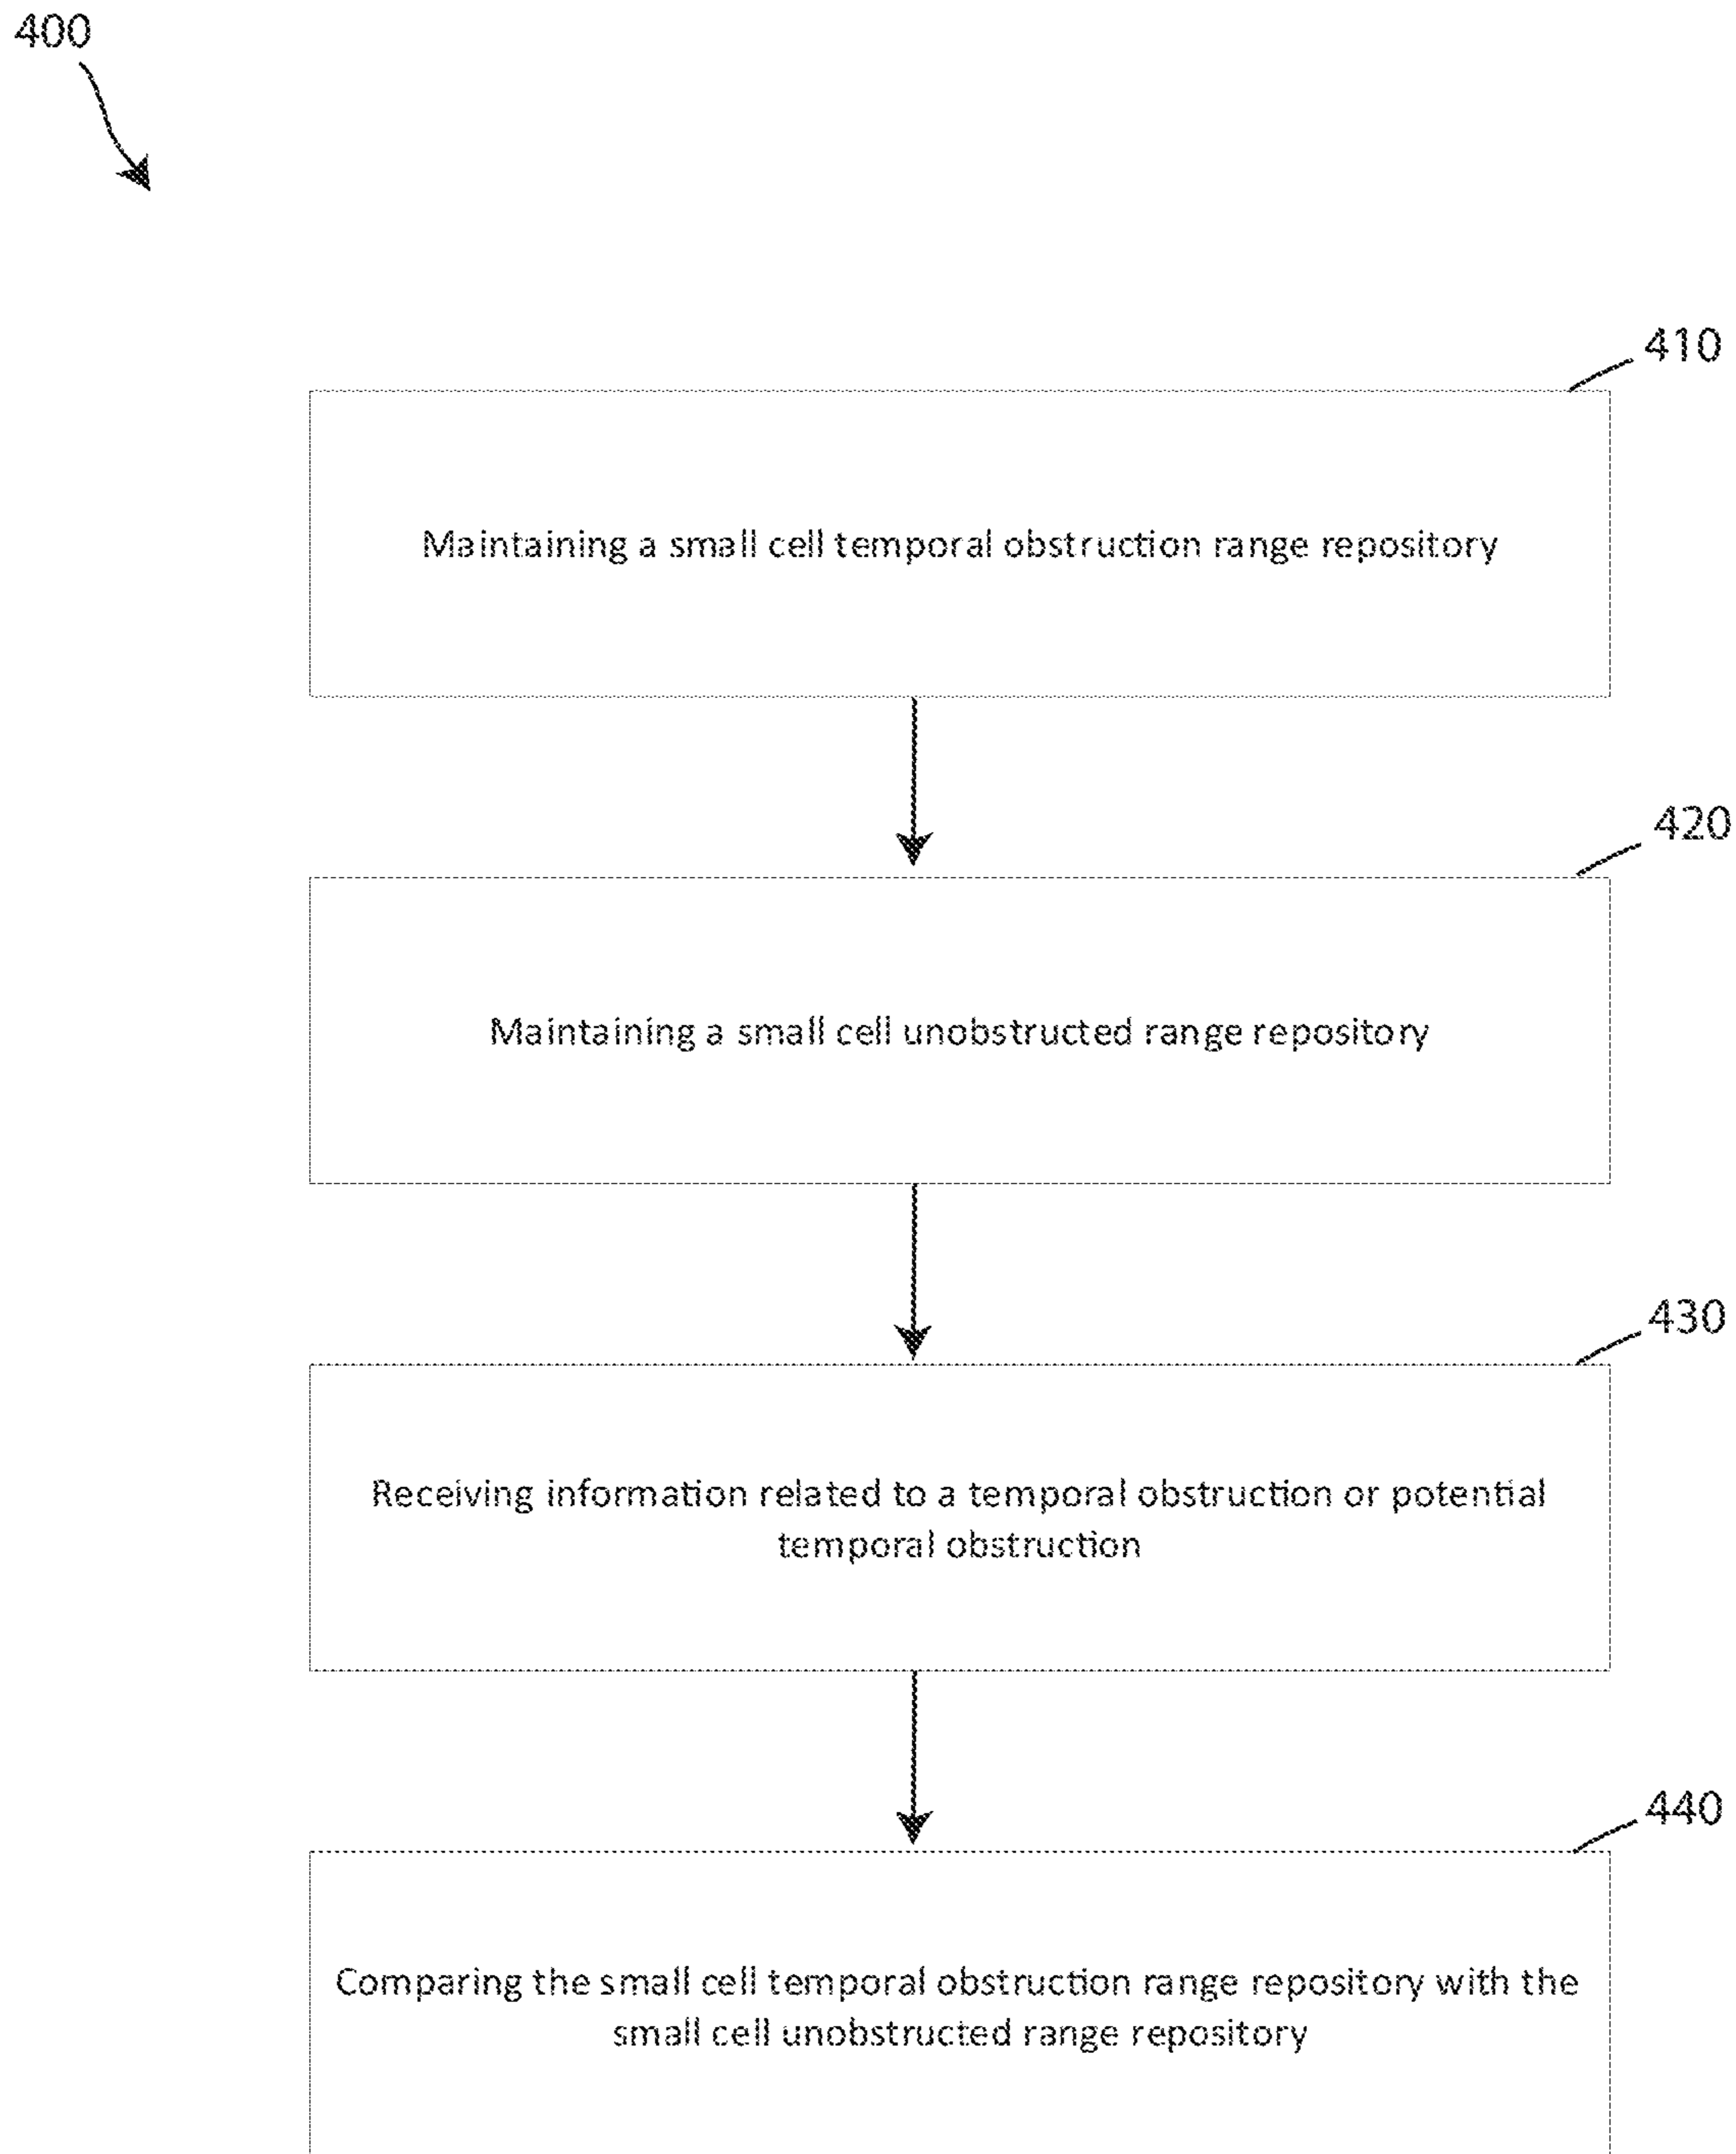 400
410
Maintaining a small cell temporal obstruction range repository
420
Maintaining a small cell unobstructed range repository
430
Receiving information related to a temporal obstruction or potential
temporal obstruction
440
Comparing the small cell temporal obstruction range repository with the
small cell unobstructed range repository